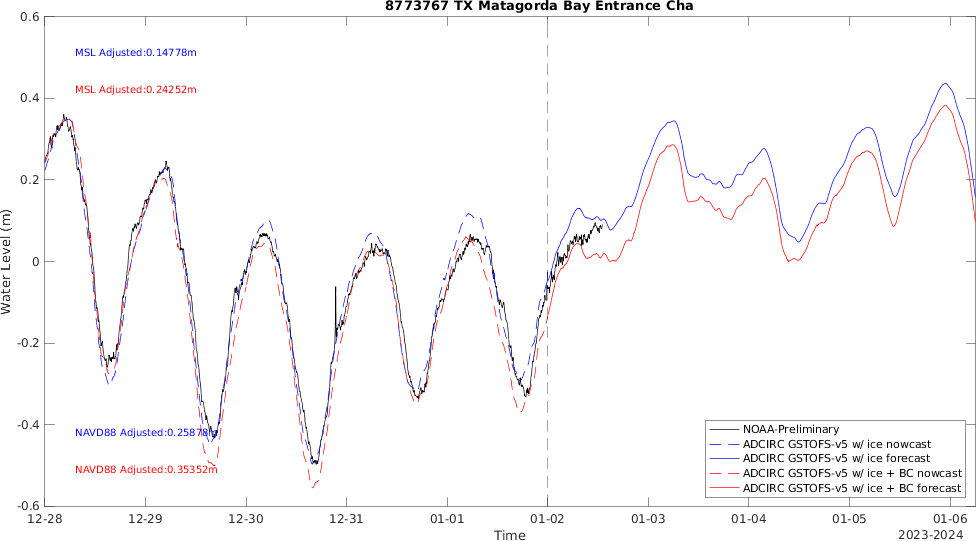 8773767 TX Matagorda Bay Entrance Cha
0.6
MSL Adjusted:0.14778m
0.4
MSL Adjusted:0.24252m
0.2
Water Level (m)
0
-0.2
-0.4
NAVD88 Adjusted:0.25878m
NAVD88 Adjusted:0.35352m
NOAA-Preliminary
ADCIRC GSTOFS-v5 w/ ice nowcast
ADCIRC GSTOFS-v5 w/ ice forecast
ADCIRC GSTOFS-v5 w/ ice + BC nowcast
ADCIRC GSTOFS-v5 w/ ice + BC forecast
-0.6
12-28 12-29 12-30 12-31 01-01 01-02 01-03 01-04 01-05 01-06
Time
2023-2024